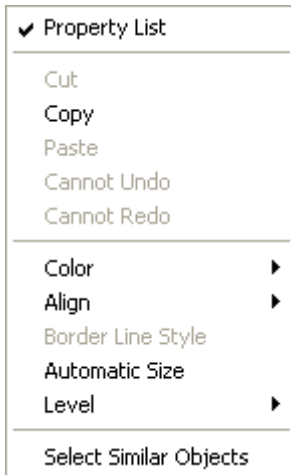 Property List
Cut
Copy
Paste
Cannot Undo
Cannot Redo
Color
Align
Border Line Style
Automatic Size
Level
Select Similar Objects